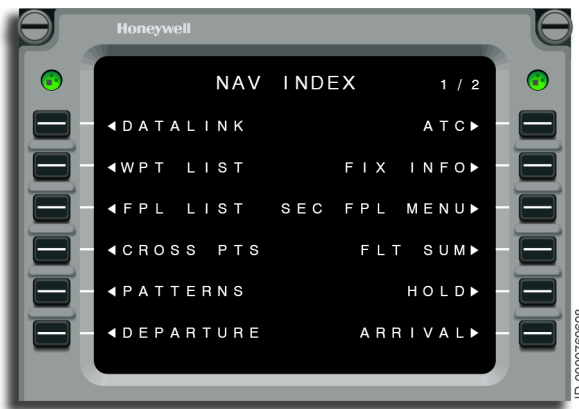 Honeywell
NAV INDEX 1 / 2
◂DATALINK ATC▸
◂WPT LIST FIX INFO▸
◂FPL LIST SEC FPL MENU▸
◂CROSS PTS FLT SUM▸
◂PATTERNS HOLD▸
◂DEPARTURE ARRIVAL▸